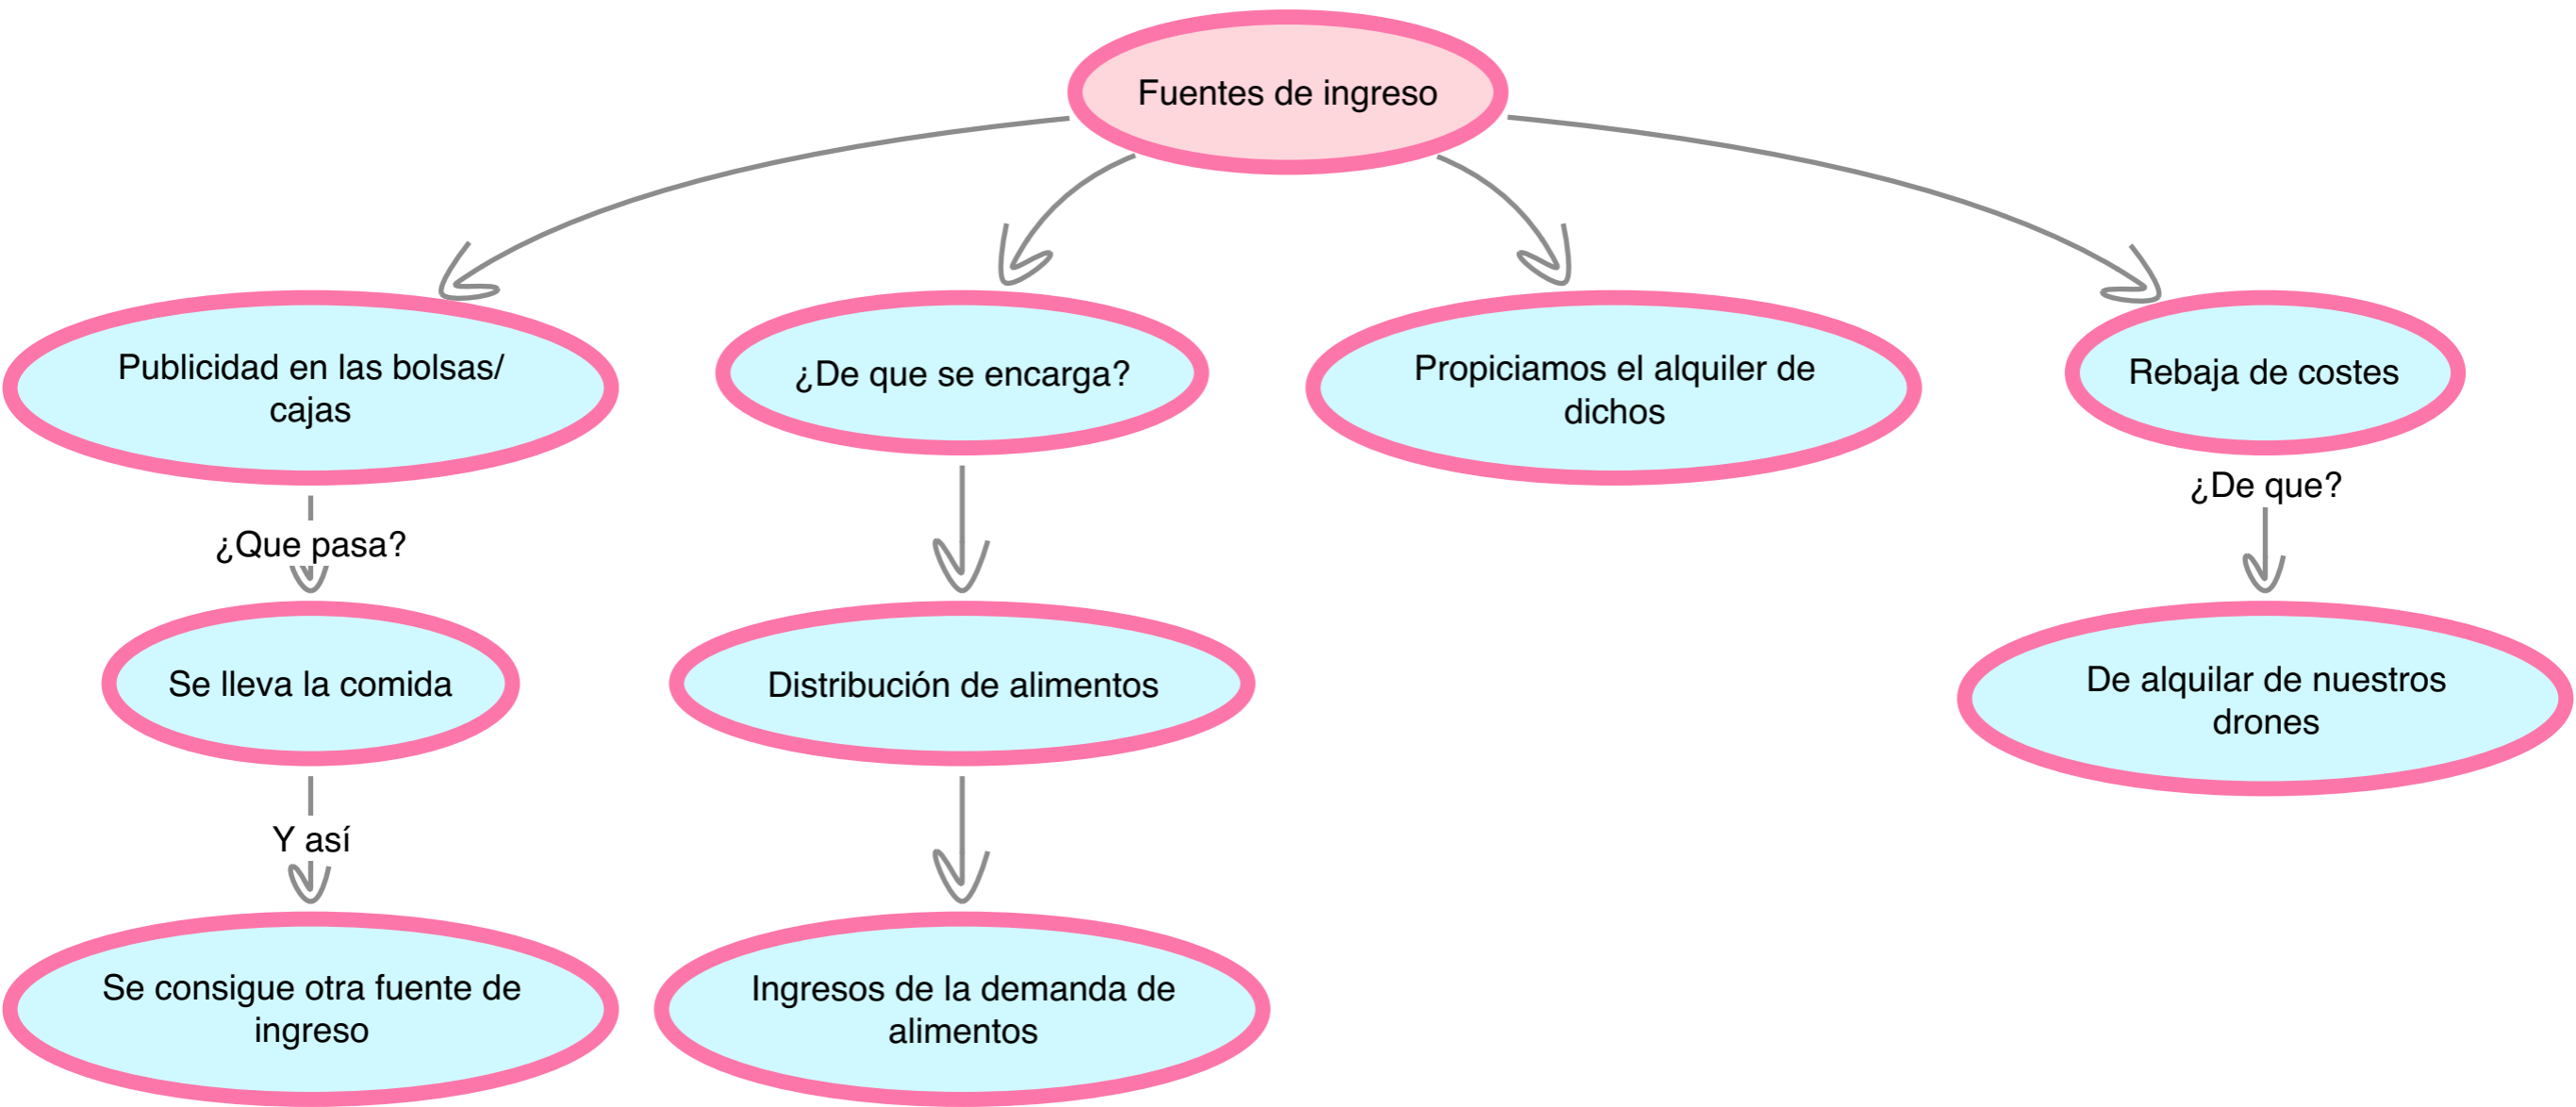 Fuentes de ingreso
Publicidad en las bolsas/
cajas
¿De que se encarga?
Propiciamos el alquiler de
dichos
Rebaja de costes
¿Que pasa?
¿De que?
Se lleva la comida
Distribución de alimentos
De alquilar de nuestros
drones
Y así
Se consigue otra fuente de
ingreso
Ingresos de la demanda de
alimentos